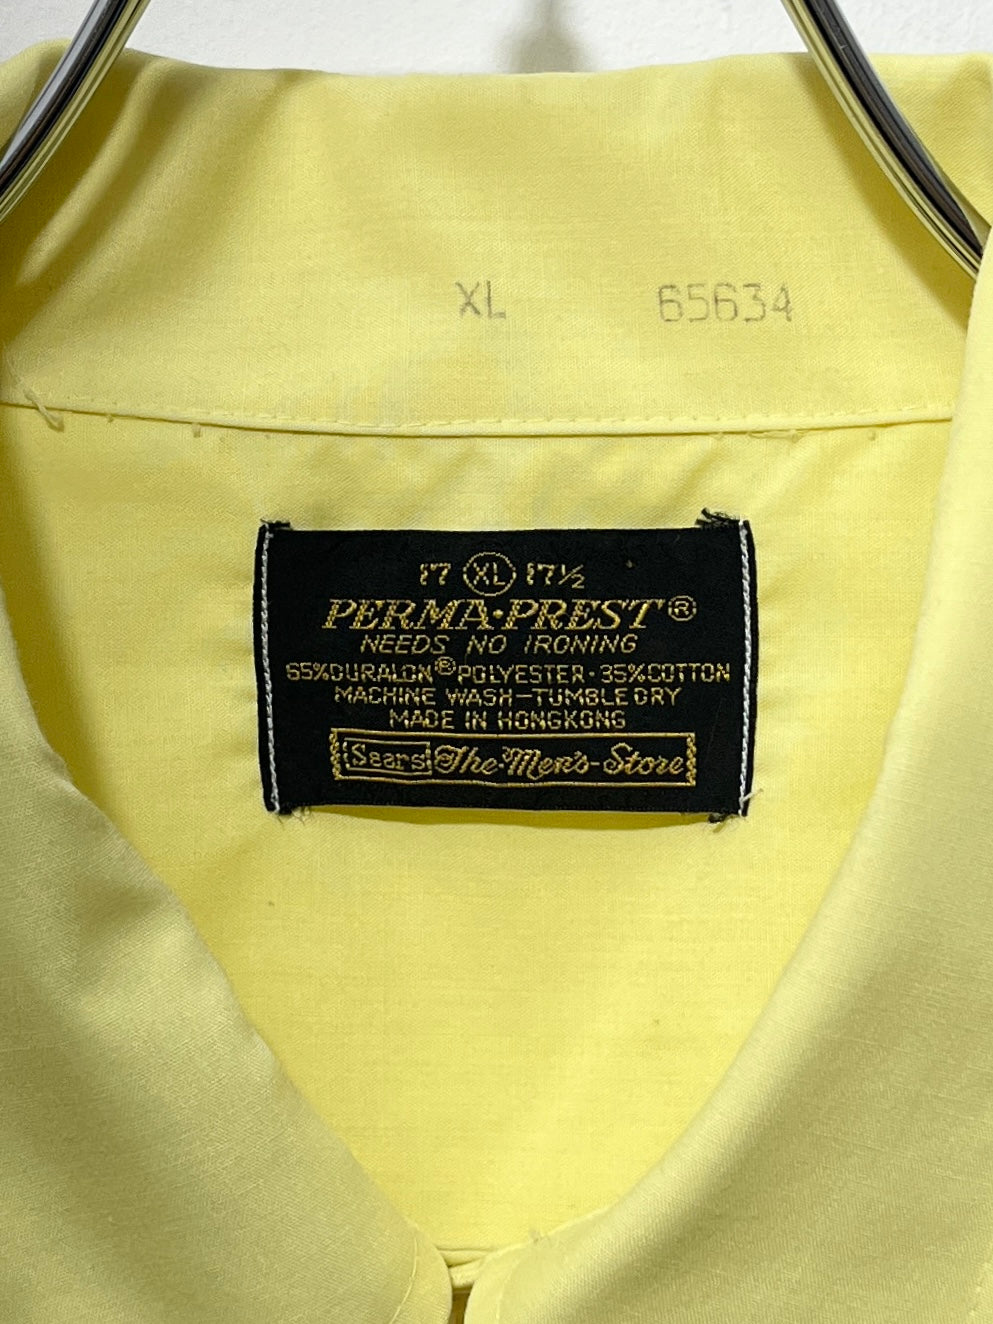 XL 65634
17 XL 17½
PERMA·PREST®
NEEDS NO IRONING
65%DURALON® POLYESTER·35%COTTON
MACHINE WASH—TUMBLE DRY
MADE IN HONGKONG
Sears The-Men's-Store